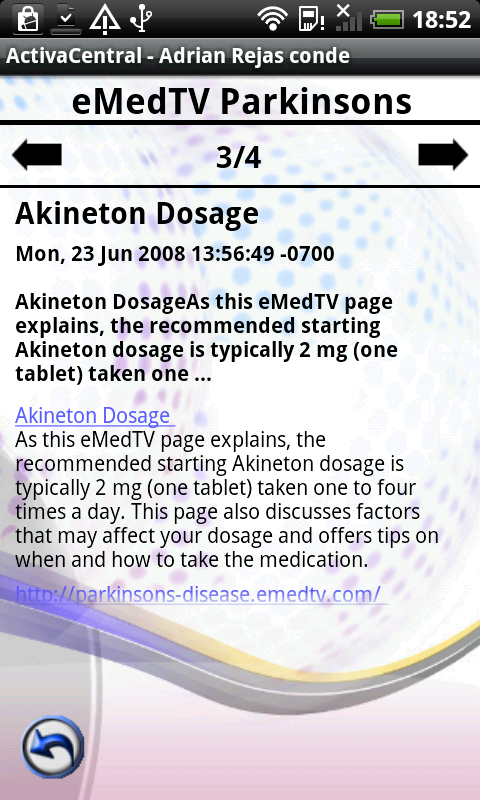 18:52
ActivaCentral - Adrian Rejas conde
eMedTV Parkinsons
3/4
Akineton Dosage
Mon, 23 Jun 2008 13:56:49 -0700
Akineton DosageAs this eMedTV page
explains, the recommended starting
Akineton dosage is typically 2 mg (one
tablet) taken one ...
Akineton Dosage
As this eMedTV page explains, the
recommended starting Akineton dosage is
typically 2 mg (one tablet) taken one to four
times a day. This page also discusses factors
that may affect your dosage and offers tips on
when and how to take the medication.
http://parkinsons-disease.emedtv.com/